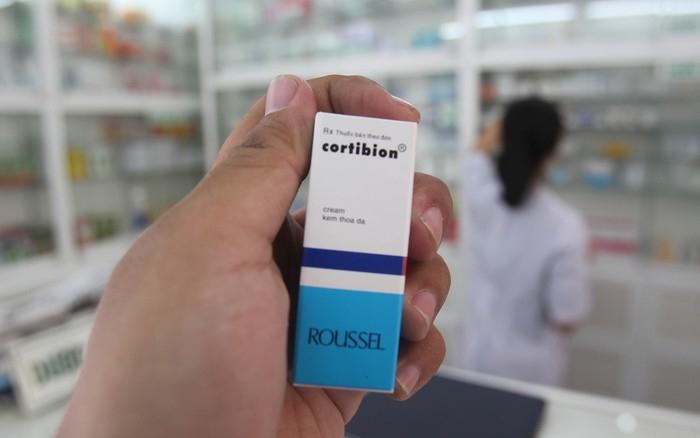 Rx Thuốc bán theo đơn
cortibion®
cream
kem thoa da
ROUSSEL